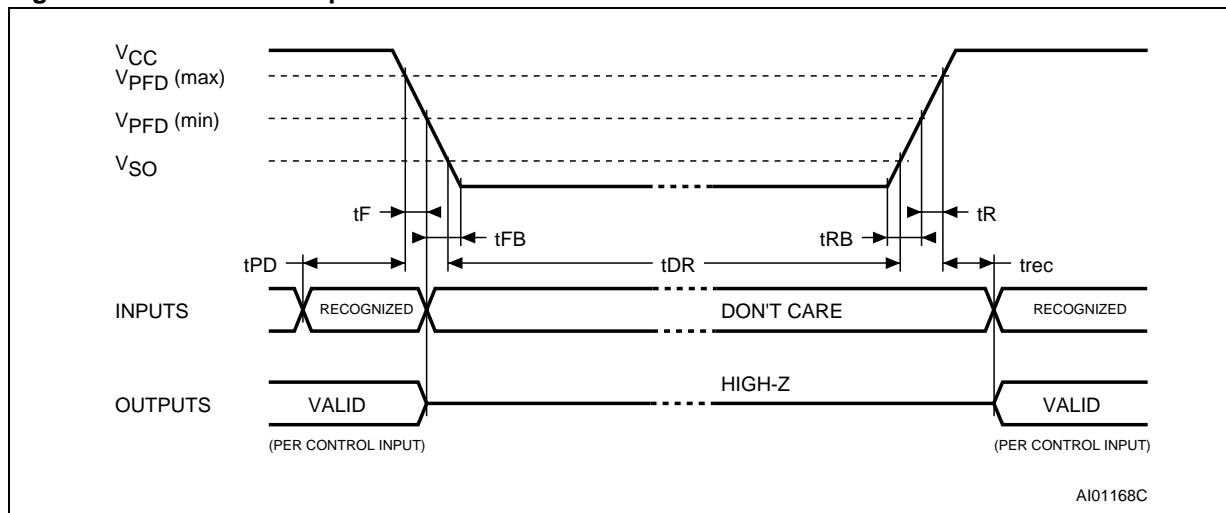 VCC
VPFD (max)
VPFD (min)
VSO
tF
tR
tFB
tRB
tPD
tDR
trec
INPUTS
RECOGNIZED
DON'T CARE
RECOGNIZED
HIGH-Z
OUTPUTS
VALID
VALID
(PER CONTROL INPUT)
(PER CONTROL INPUT)
AI01168C